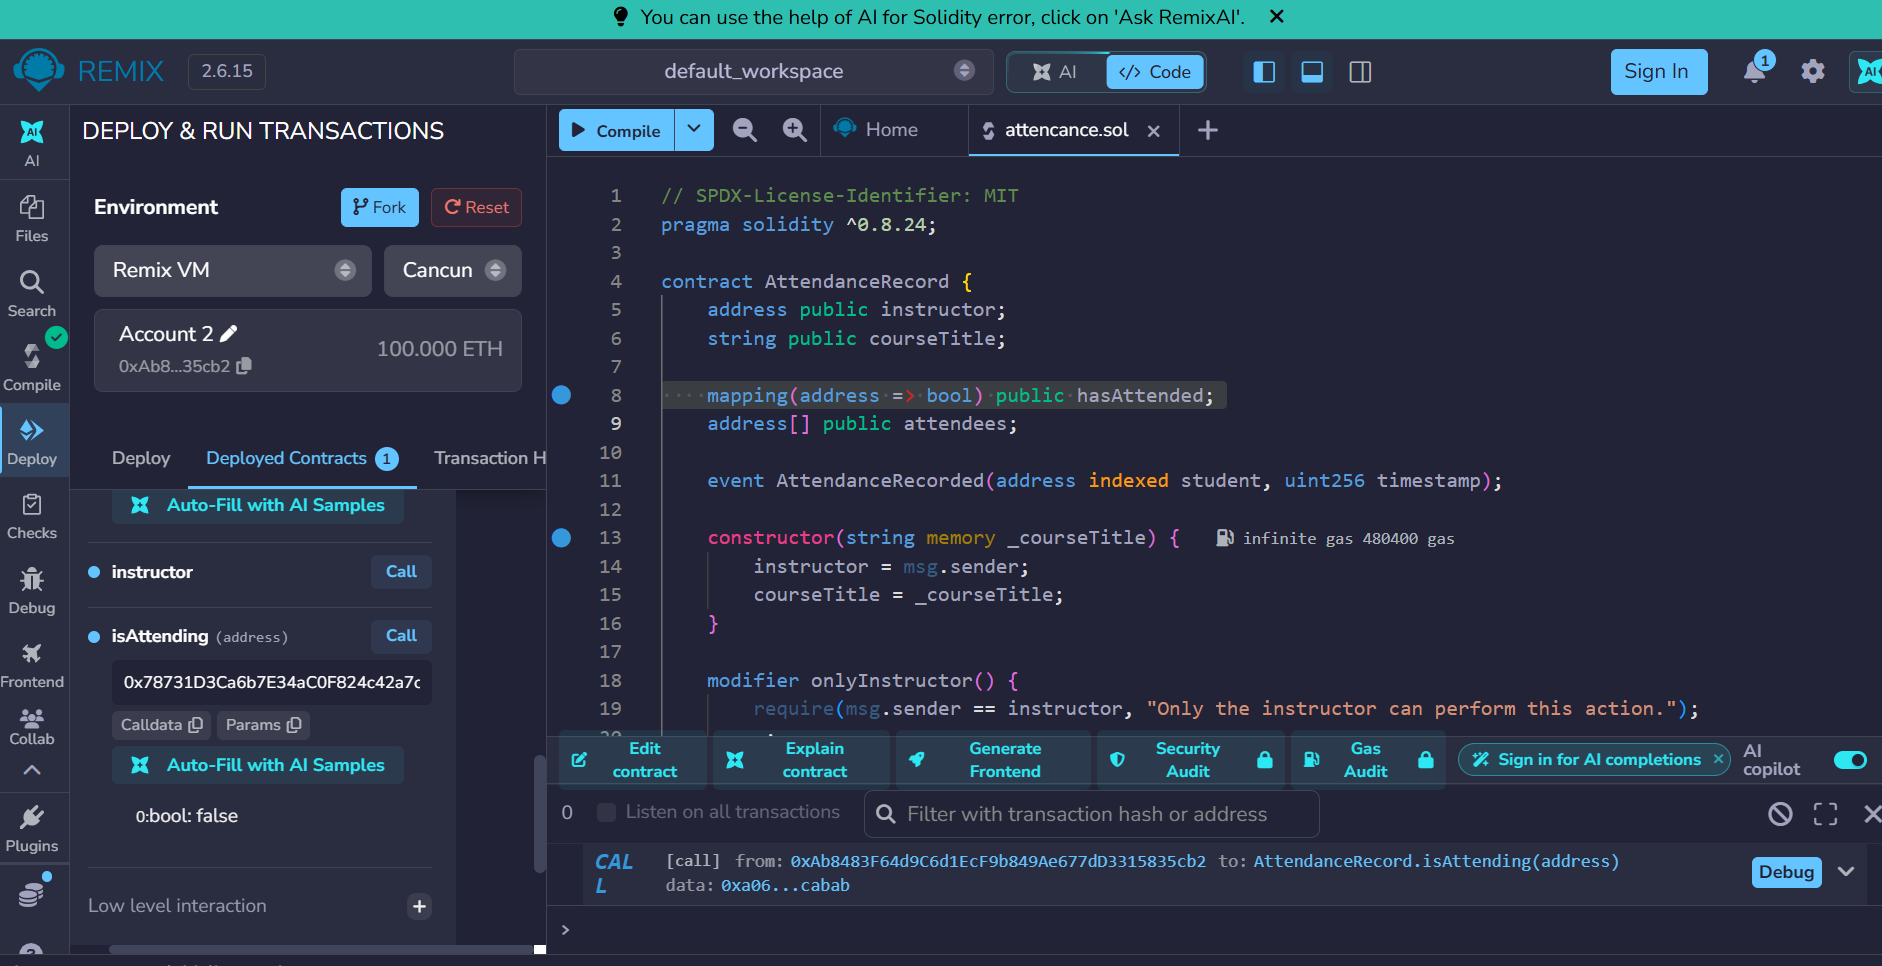 You can use the help of AI for Solidity error, click on 'Ask RemixAI'.
REMIX 2.6.15 default_workspace AI </> Code Sign In 1 AI
AI
Files
Search
Compile
Deploy
Checks
Debug
Frontend
Collab
Plugins
DEPLOY & RUN TRANSACTIONS
Environment Fork Reset
Remix VM Cancun
Account 2 100.000 ETH
0xAb8...35cb2
Deploy Deployed Contracts 1 Transaction H
Auto-Fill with AI Samples
instructor Call
isAttending (address) Call
0x78731D3Ca6b7E34aC0F824c42a7c
Calldata Params
Auto-Fill with AI Samples
0:bool: false
Low level interaction +
Compile Home attencance.sol
1 // SPDX-License-Identifier: MIT
2 pragma solidity ^0.8.24;
3
4 contract AttendanceRecord {
5 address public instructor;
6 string public courseTitle;
7
8 mapping(address => bool) public hasAttended;
9 address[] public attendees;
10
11 event AttendanceRecorded(address indexed student, uint256 timestamp);
12
13 constructor(string memory _courseTitle) { infinite gas 480400 gas
14 instructor = msg.sender;
15 courseTitle = _courseTitle;
16 }
17
18 modifier onlyInstructor() {
19 require(msg.sender == instructor, "Only the instructor can perform this action.");
Edit contract Explain contract Generate Frontend Security Audit Gas Audit Sign in for AI completions AI copilot
0 Listen on all transactions Filter with transaction hash or address
CALL [call] from: 0xAb8483F64d9C6d1EcF9b849Ae677dD3315835cb2 to: AttendanceRecord.isAttending(address) Debug
data: 0xa06...cabab
>